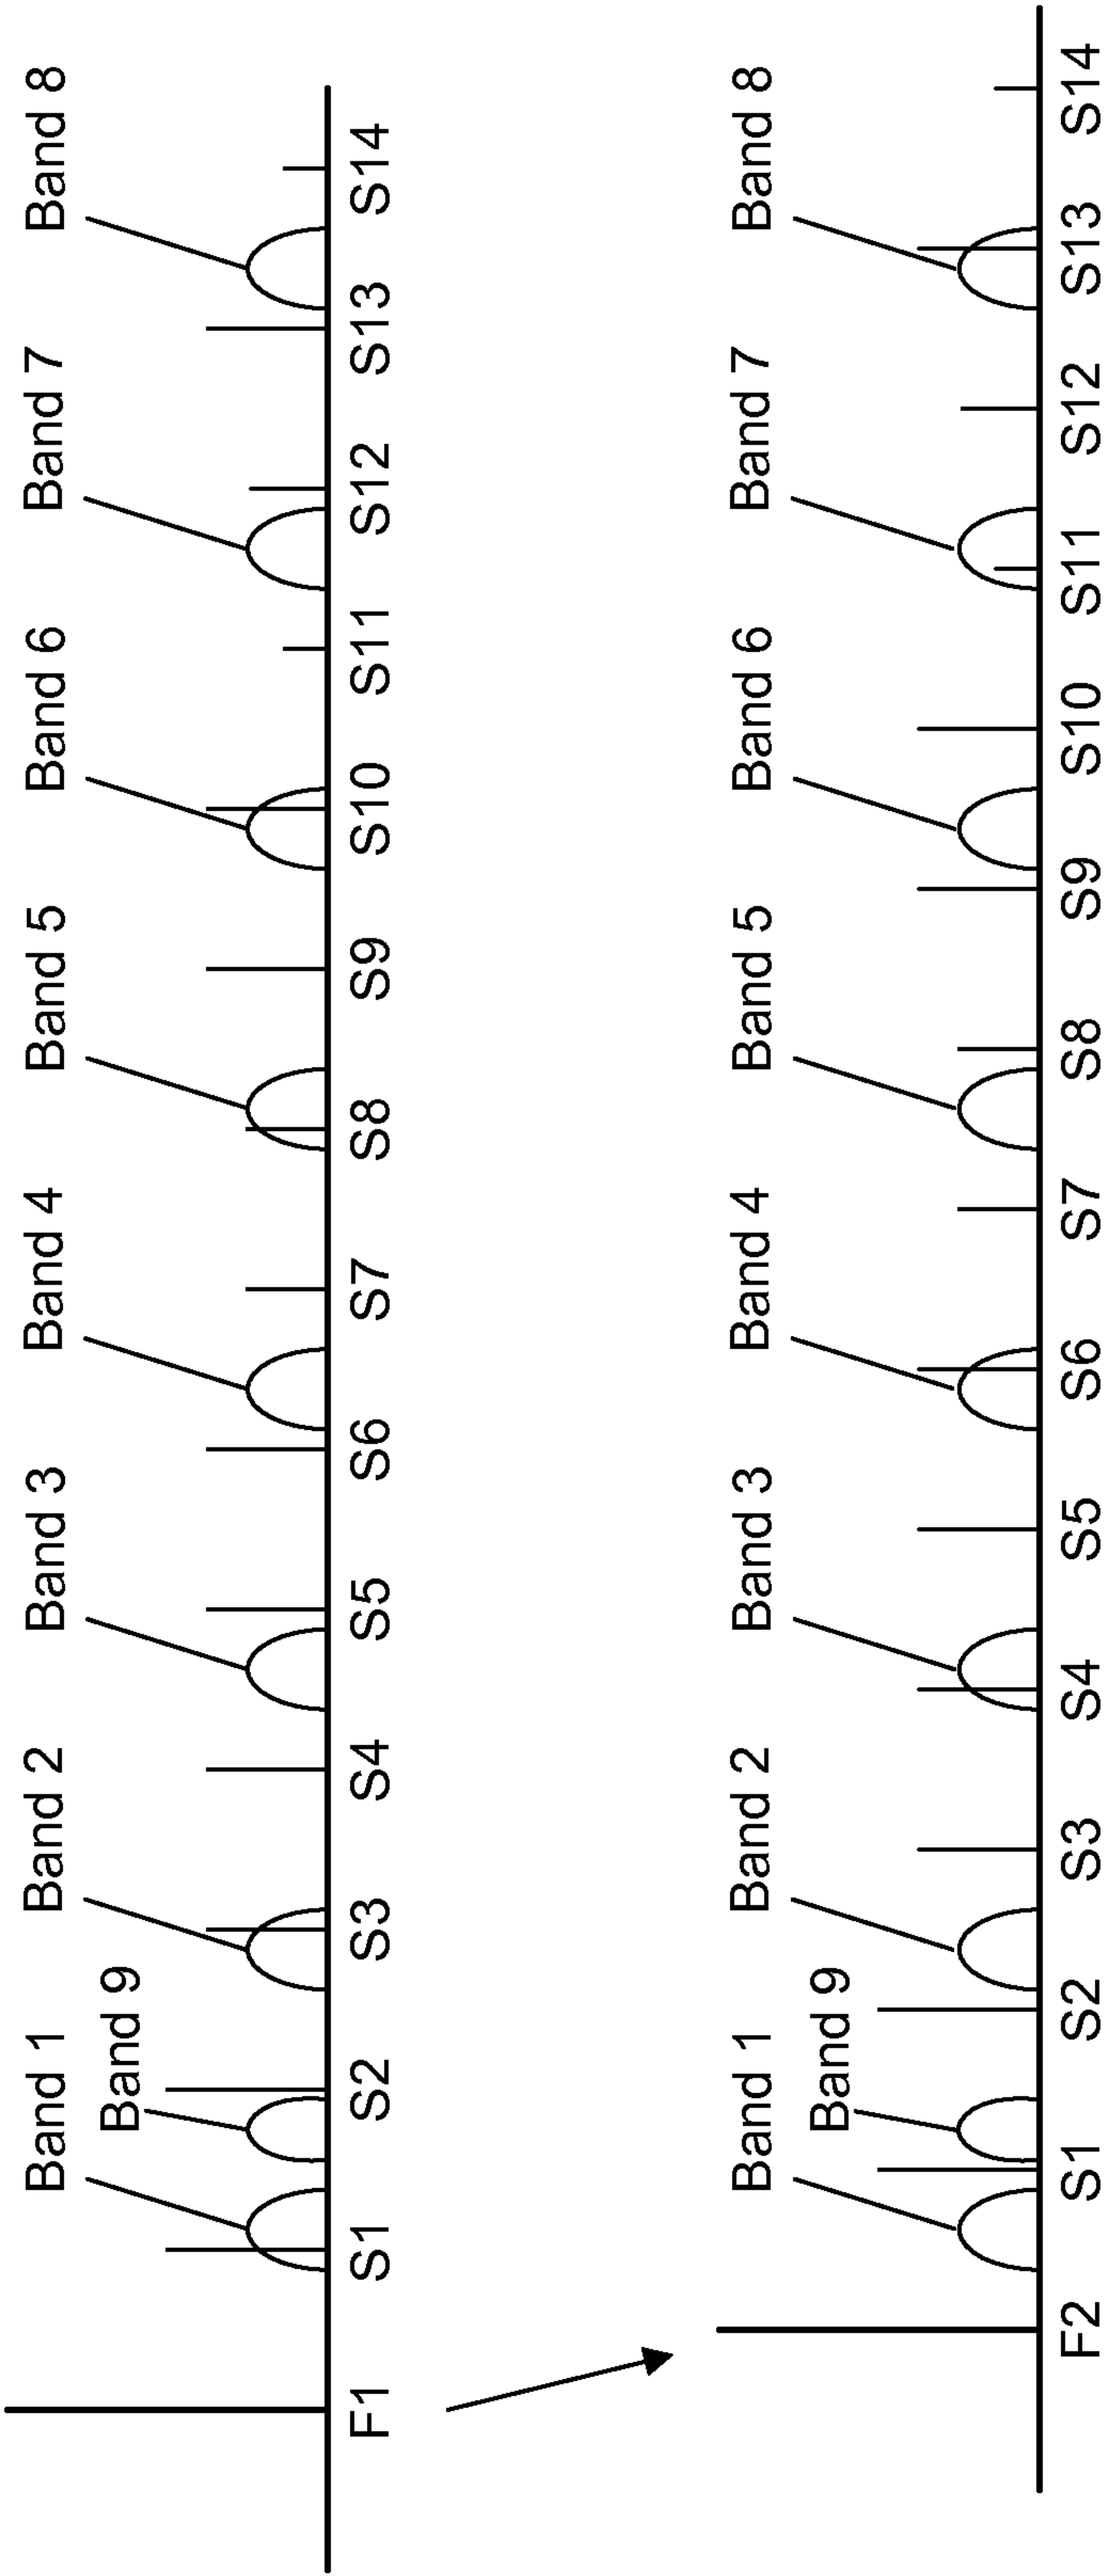 Band 1 Band 2 Band 3 Band 4 Band 5 Band 6 Band 7 Band 8
Band 9
F1 S1 S2 S3 S4 S5 S6 S7 S8 S9 S10 S11 S12 S13 S14
Band 1 Band 2 Band 3 Band 4 Band 5 Band 6 Band 7 Band 8
Band 9
F2 S1 S2 S3 S4 S5 S6 S7 S8 S9 S10 S11 S12 S13 S14